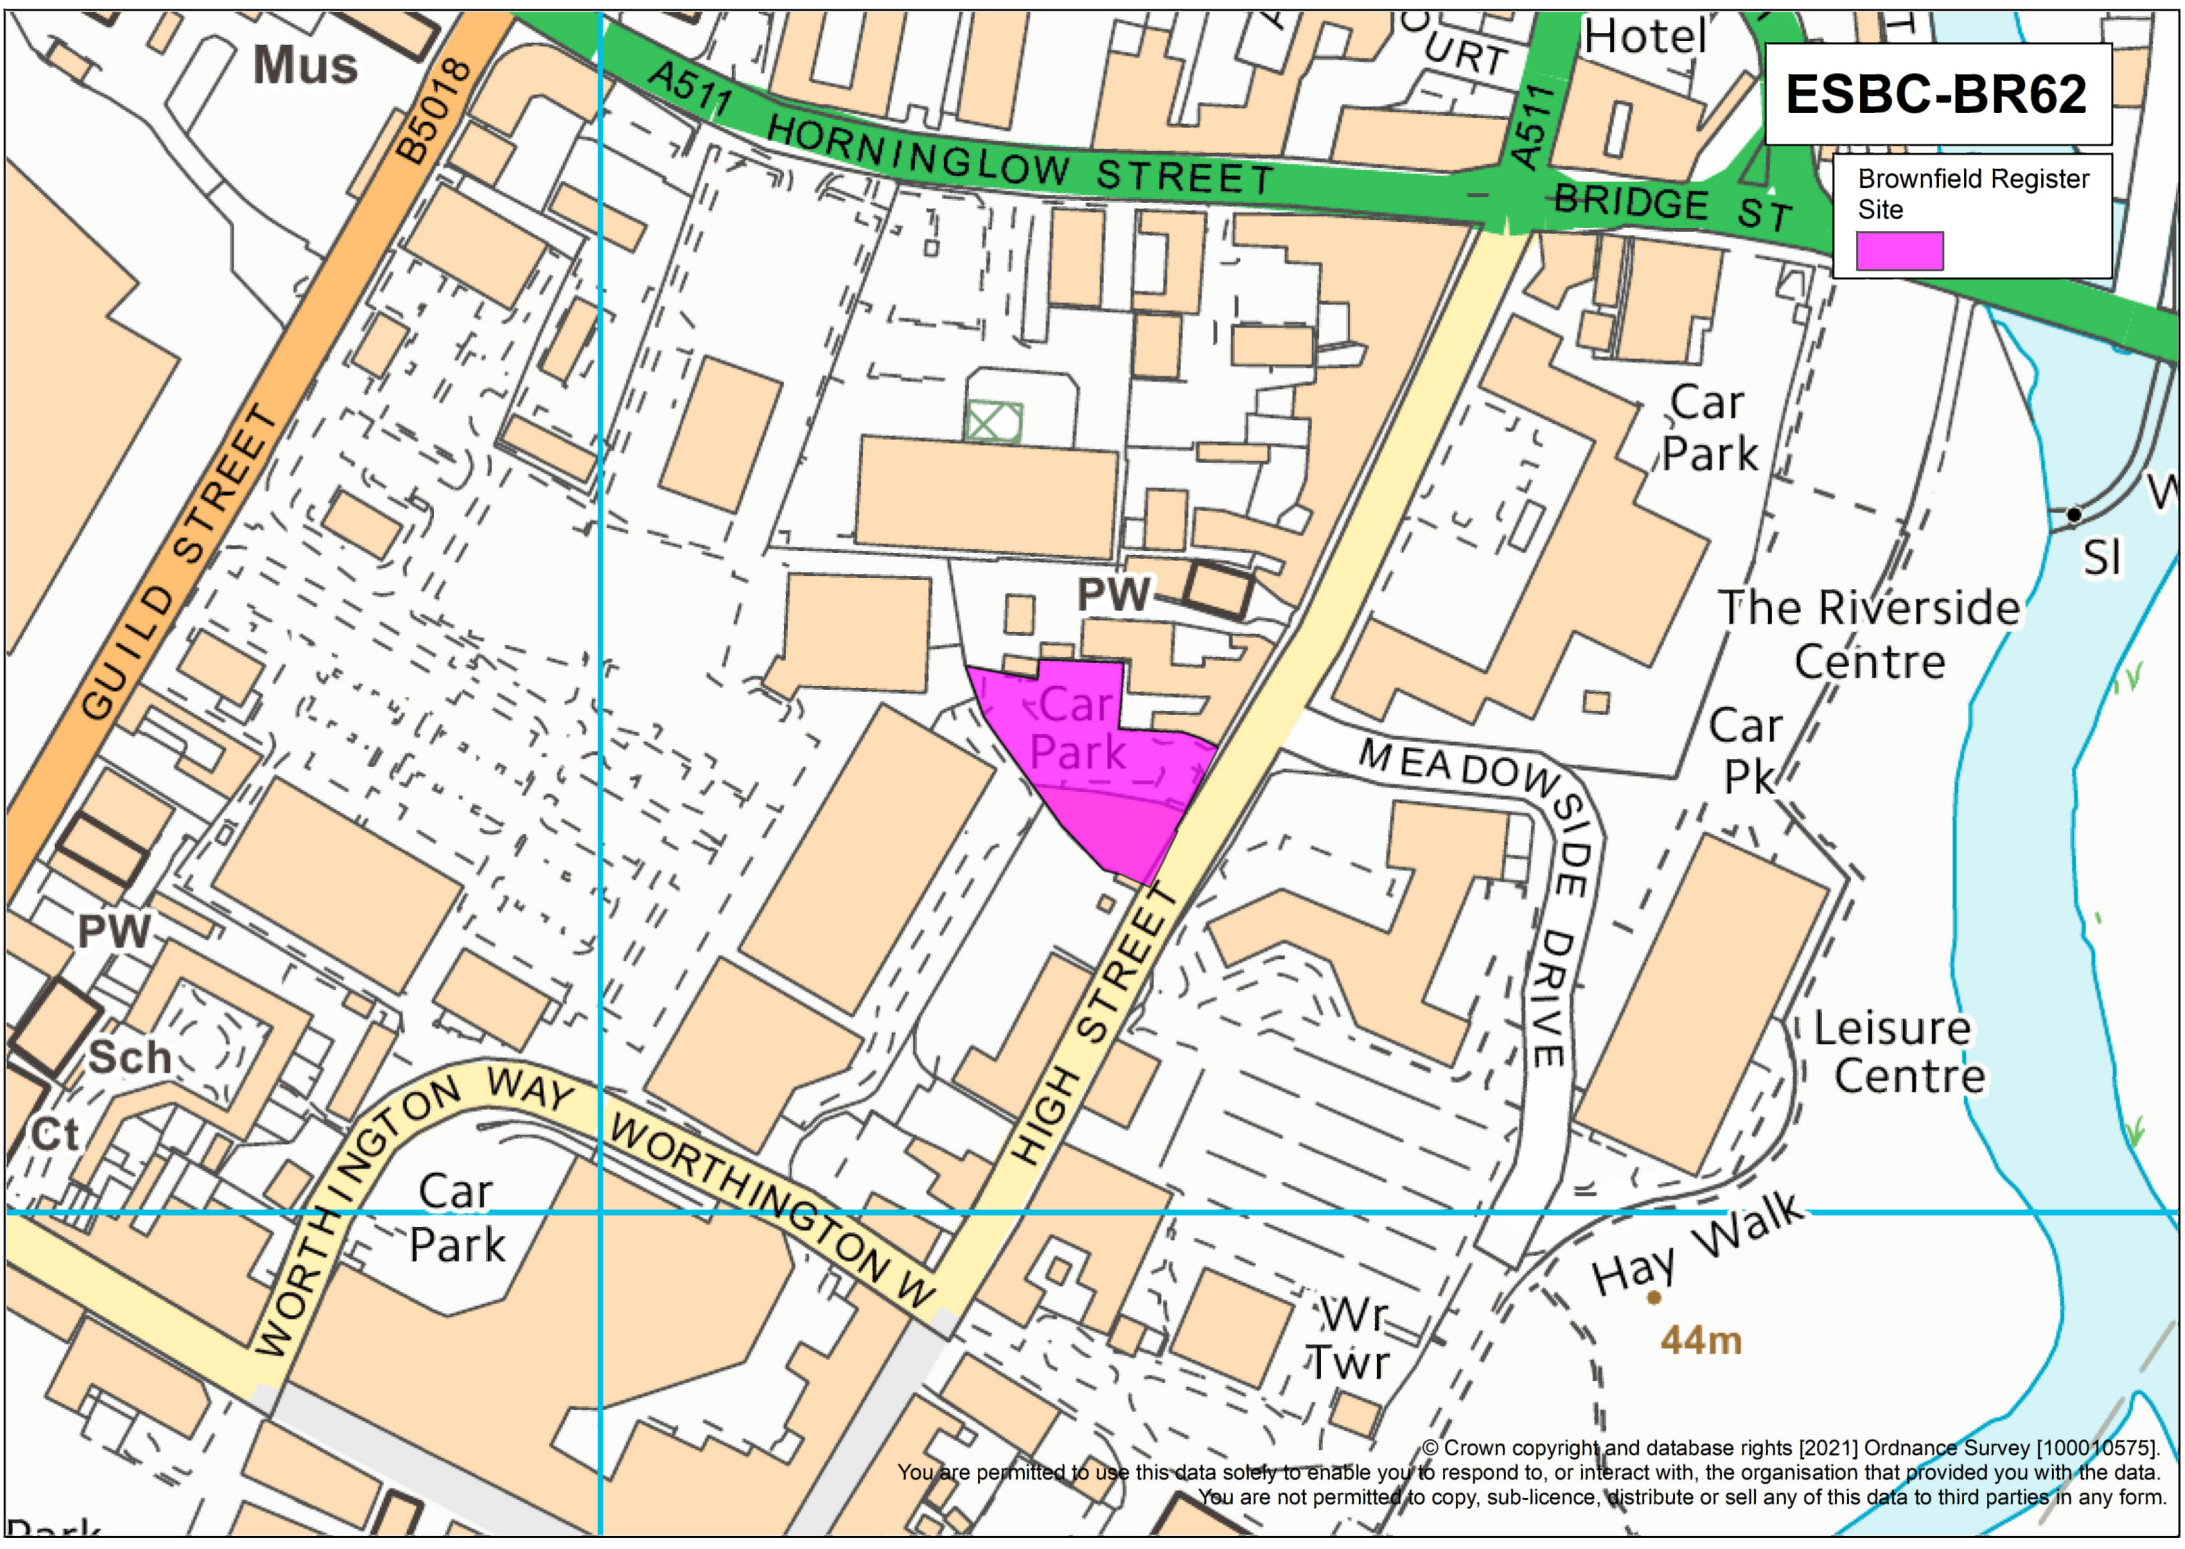 Mus
B5018
A511
HORNINGLOW STREET
OURT
Hotel
A511
BRIDGE ST
ESBC-BR62
Brownfield Register
Site
GUILD STREET
Car
Park
Sl
PW
The Riverside
Centre
Car
Park
MEADOWSIDE DRIVE
Car
Pk
PW
Sch
Ct
HIGH STREET
Leisure
Centre
WORTHINGTON WAY
WORTHINGTON W
Car
Park
Hay Walk
44m
Wr
Twr
Park
© Crown copyright and database rights [2021] Ordnance Survey [100010575].
You are permitted to use this data solely to enable you to respond to, or interact with, the organisation that provided you with the data.
You are not permitted to copy, sub-licence, distribute or sell any of this data to third parties in any form.